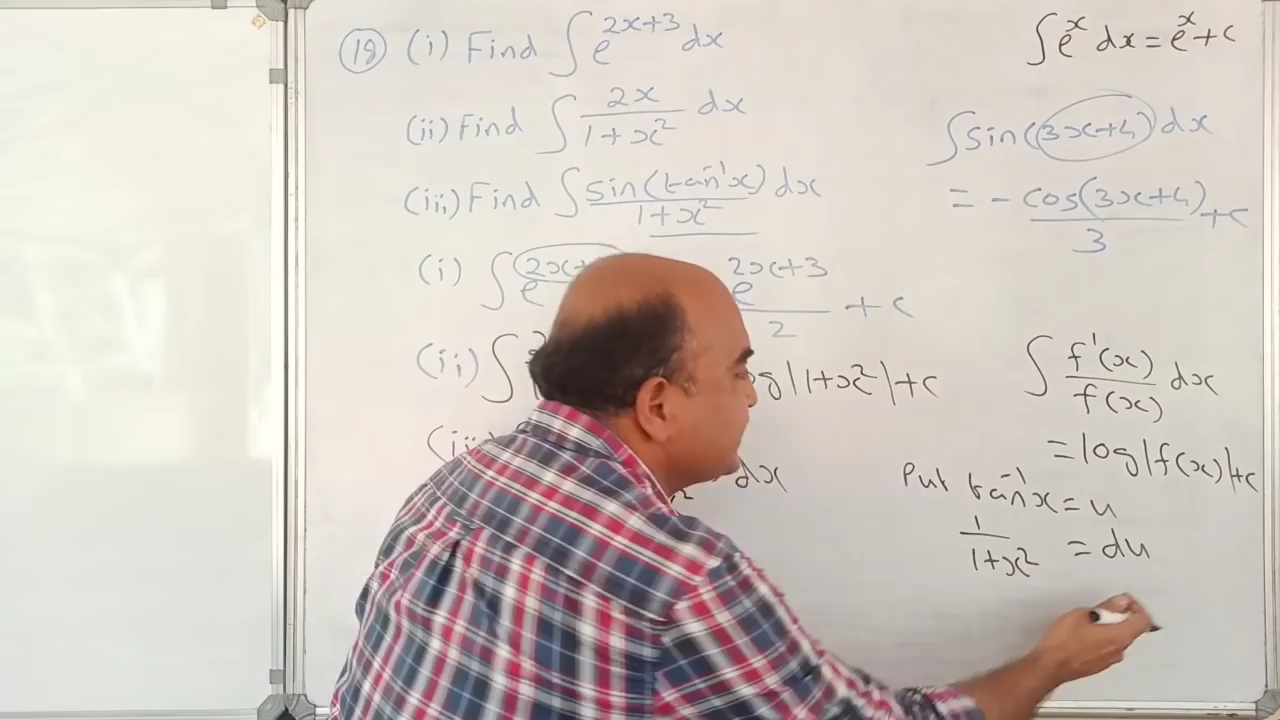 18 (i) Find ∫e^(2x+3) dx
(ii) Find ∫ 2x/(1+x²) dx
(iii) Find ∫ sin(tan⁻¹x)/(1+x²) dx
(i) ∫e^(2x+ e^(2x+3)/2 + c
(ii) ∫ log|1+x²|+c
(iii) dx
∫e^x dx = e^x + c
∫sin(3x+4) dx
= - cos(3x+4)/3 + c
∫ f'(x)/f(x) dx
= log|f(x)|+c
Put tan⁻¹x = u
1/(1+x²) = du